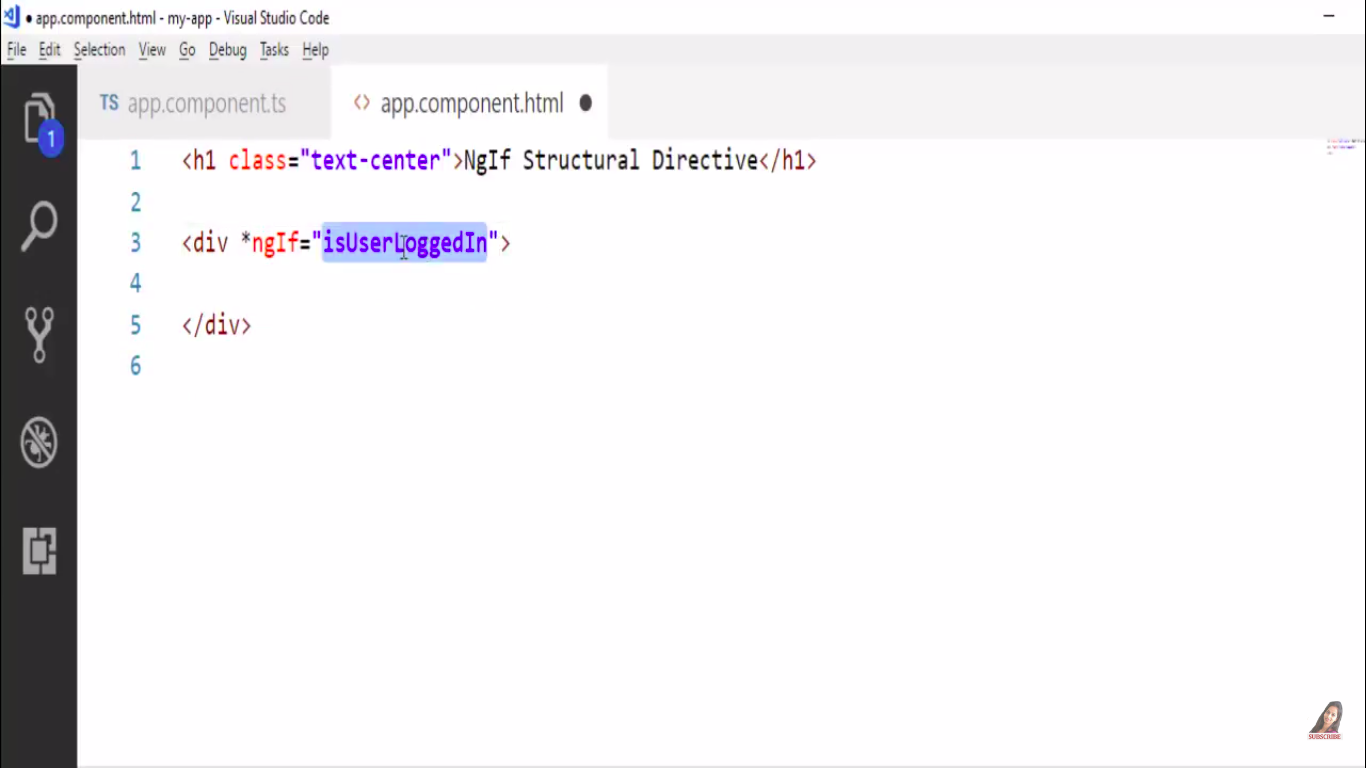 ● app.component.html - my-app - Visual Studio Code
File Edit Selection View Go Debug Tasks Help
TS app.component.ts <> app.component.html ●
1
1 <h1 class="text-center">NgIf Structural Directive</h1>
2
3 <div *ngIf="isUserLoggedIn">
4
5 </div>
6
SUBSCRIBE